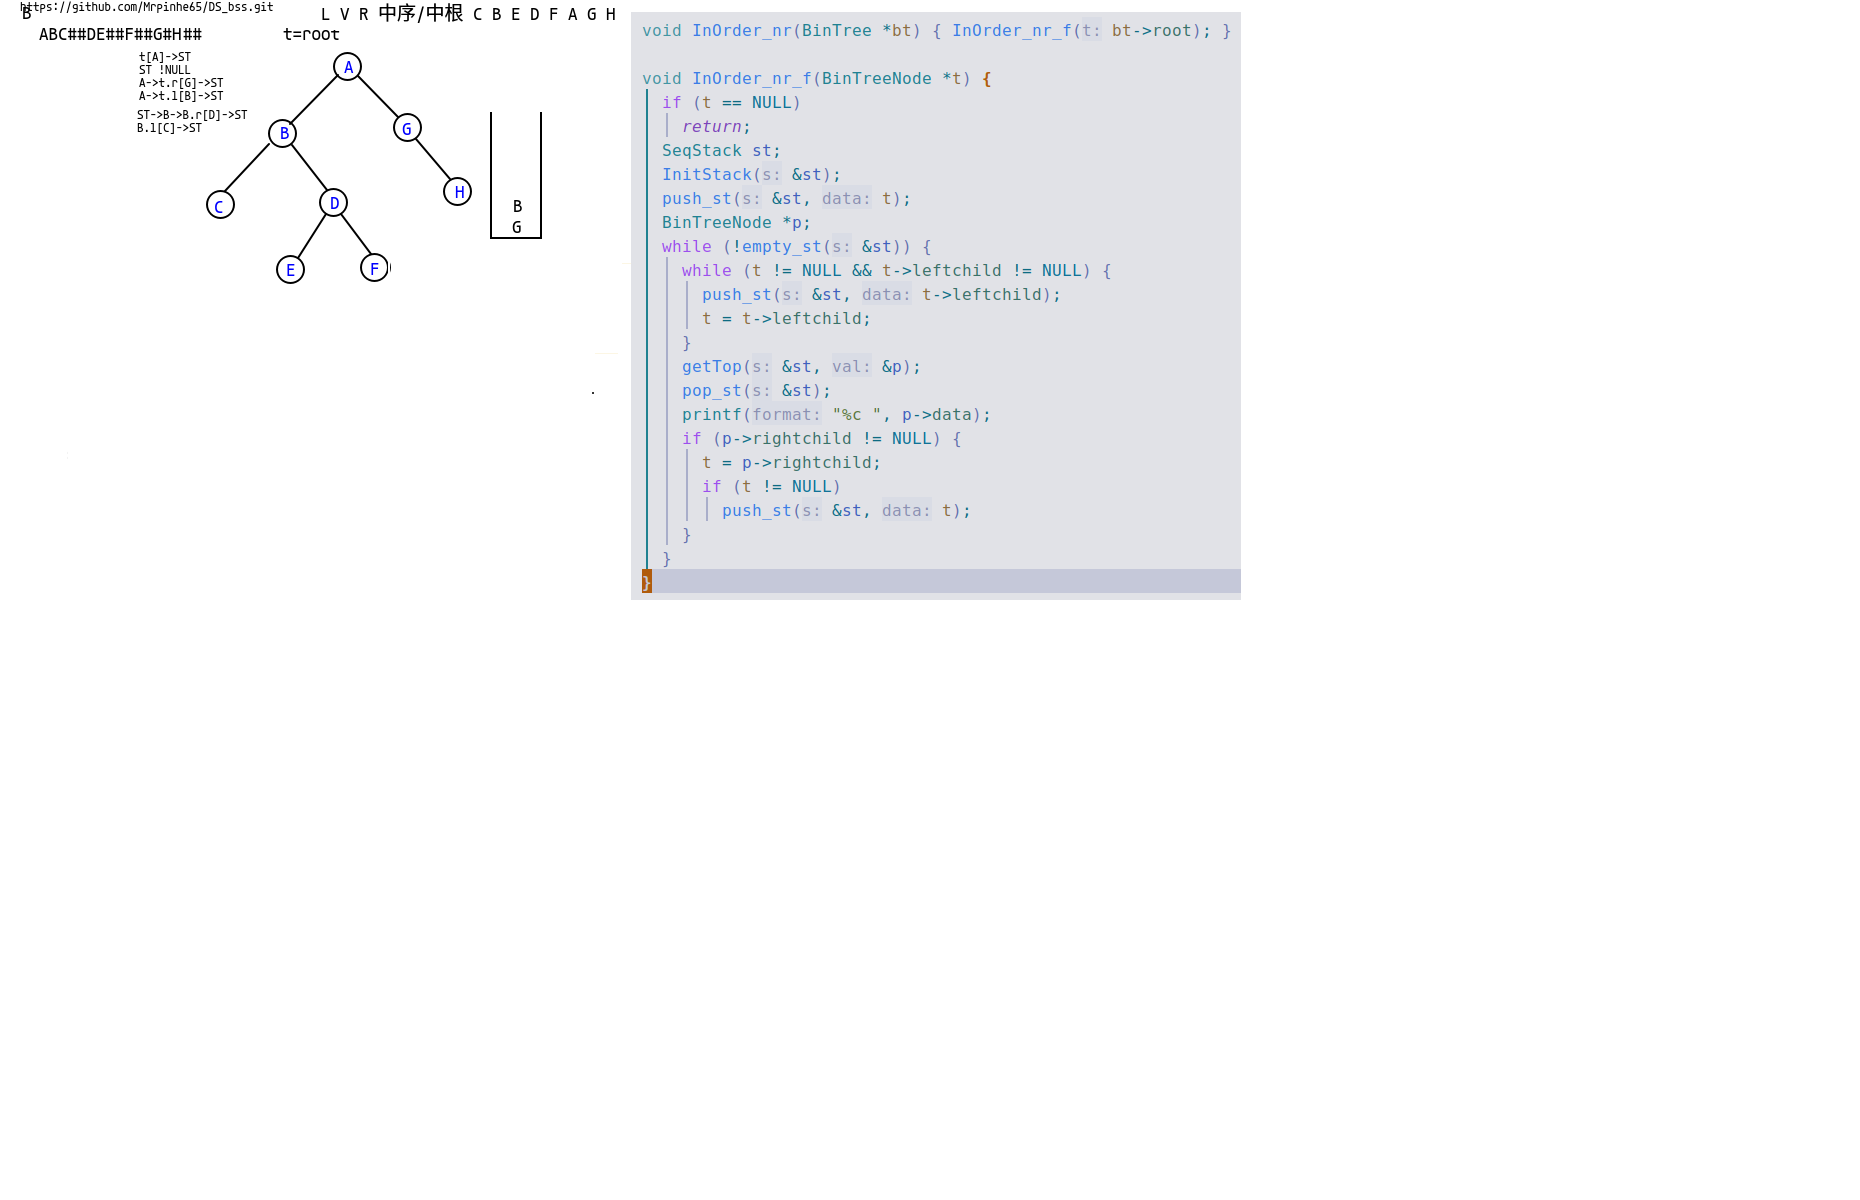 https://github.com/Mrpinhe65/DS_bss.git
B
L V R 中序/中根 C B E D F A G H
ABC##DE##F##G#H##
t=root
t[A]->ST
ST !NULL
A->t.r[G]->ST
A->t.l[B]->ST
ST->B->B.r[D]->ST
B.l[C]->ST
A
B
G
C
D
H
E
F
B
G
void InOrder_nr(BinTree *bt) { InOrder_nr_f(t: bt->root); }
void InOrder_nr_f(BinTreeNode *t) {
if (t == NULL)
return;
SeqStack st;
InitStack(s: &st);
push_st(s: &st, data: t);
BinTreeNode *p;
while (!empty_st(s: &st)) {
while (t != NULL && t->leftchild != NULL) {
push_st(s: &st, data: t->leftchild);
t = t->leftchild;
}
getTop(s: &st, val: &p);
pop_st(s: &st);
printf(format: "%c ", p->data);
if (p->rightchild != NULL) {
t = p->rightchild;
if (t != NULL)
push_st(s: &st, data: t);
}
}
}